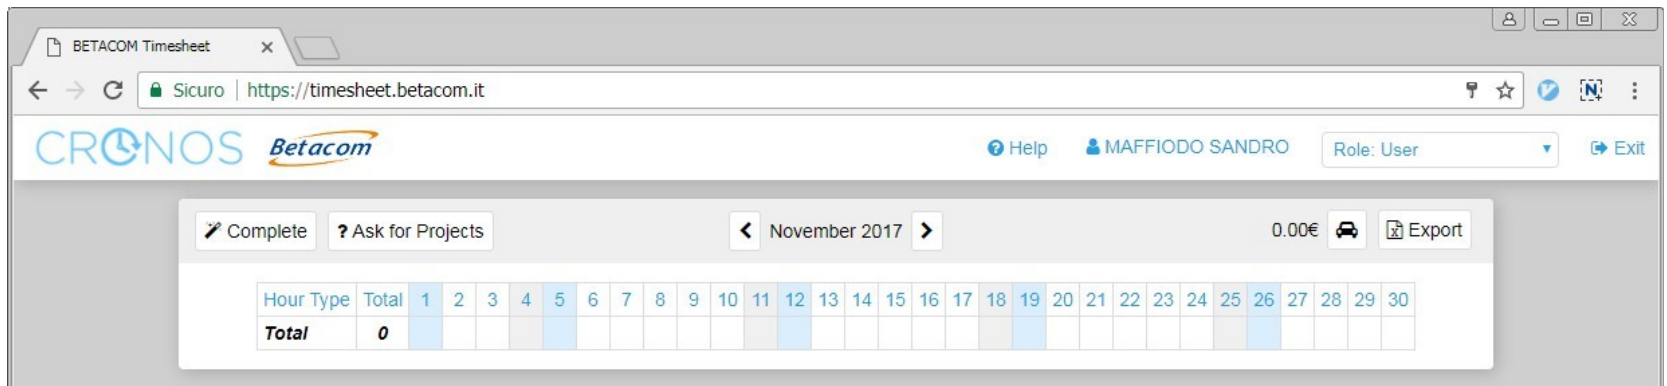 BETACOM Timesheet
Sicuro | https://timesheet.betacom.it
CRONOS Betacom Help MAFFIODO SANDRO Role: User Exit
Complete ? Ask for Projects November 2017 0.00€ Export
Hour Type Total 1 2 3 4 5 6 7 8 9 10 11 12 13 14 15 16 17 18 19 20 21 22 23 24 25 26 27 28 29 30
Total 0